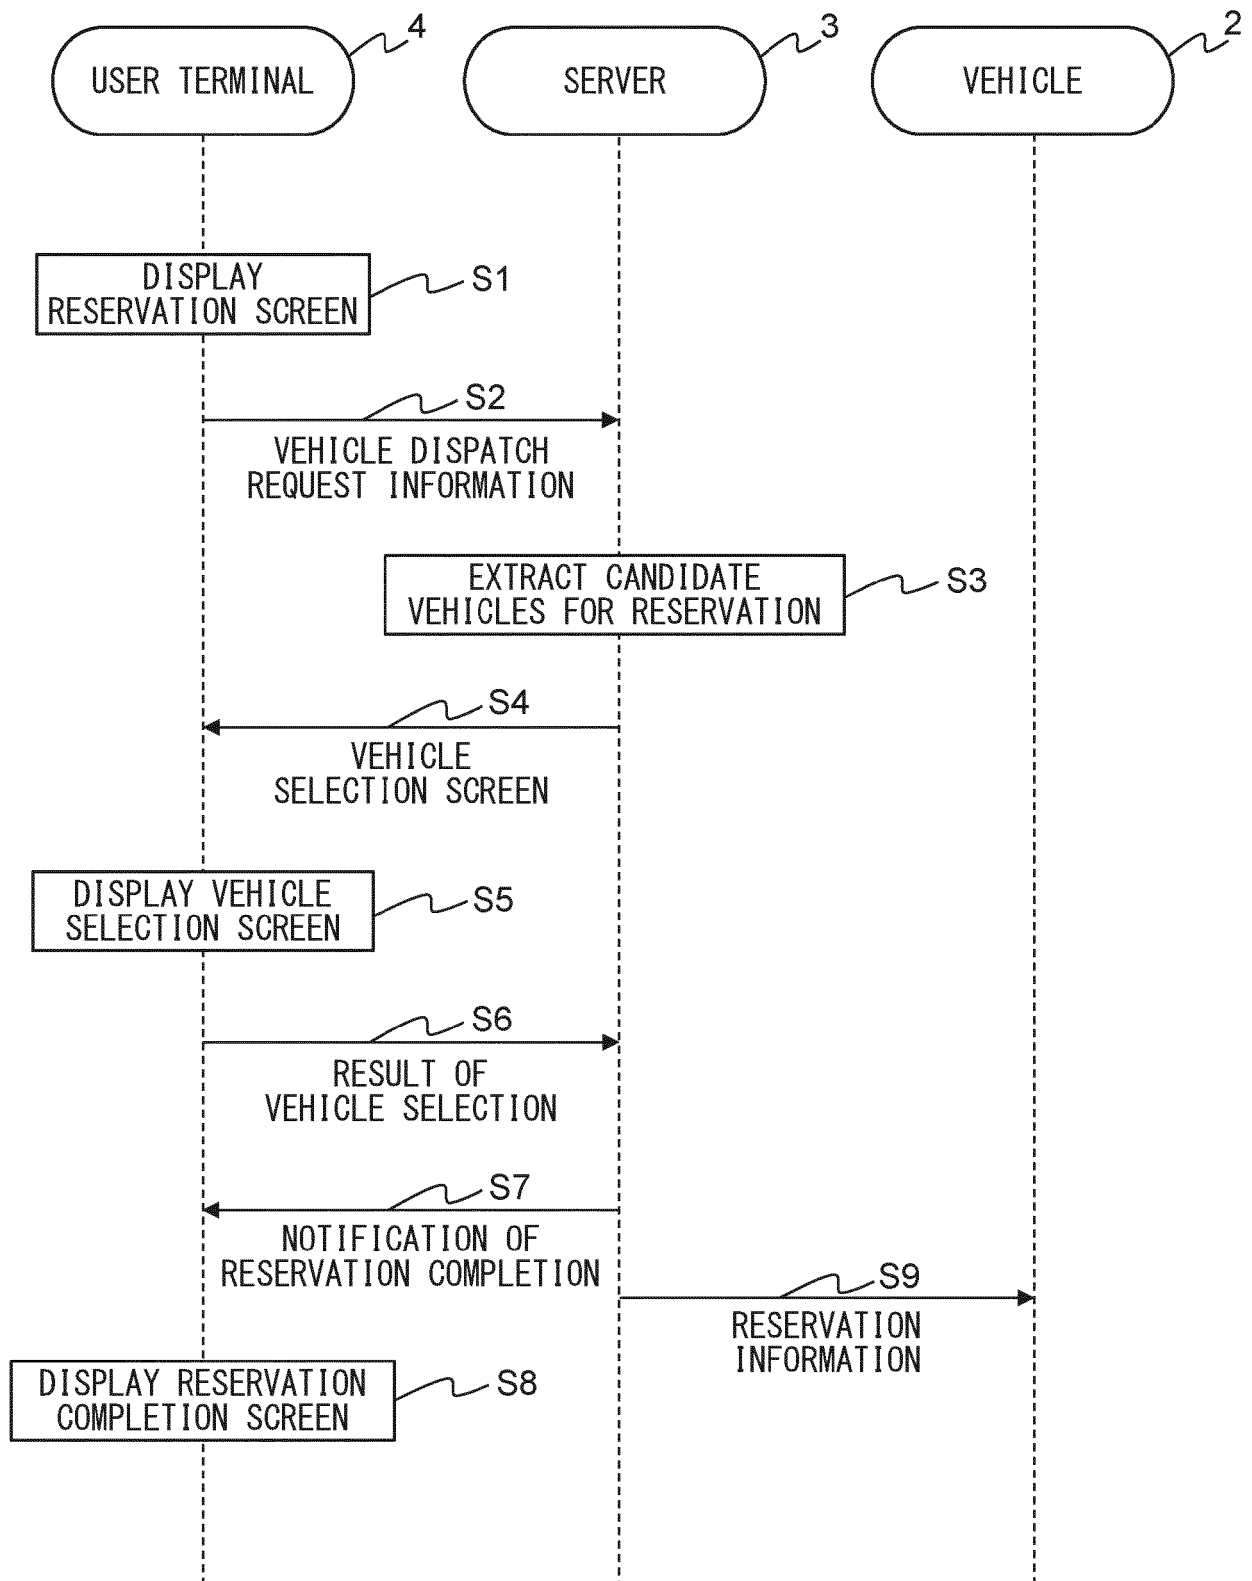 4
3
2
USER TERMINAL
SERVER
VEHICLE
DISPLAY
RESERVATION SCREEN
S1
S2
VEHICLE DISPATCH
REQUEST INFORMATION
EXTRACT CANDIDATE
VEHICLES FOR RESERVATION
S3
S4
VEHICLE
SELECTION SCREEN
DISPLAY VEHICLE
SELECTION SCREEN
S5
S6
RESULT OF
VEHICLE SELECTION
S7
NOTIFICATION OF
RESERVATION COMPLETION
S9
RESERVATION
INFORMATION
DISPLAY RESERVATION
COMPLETION SCREEN
S8